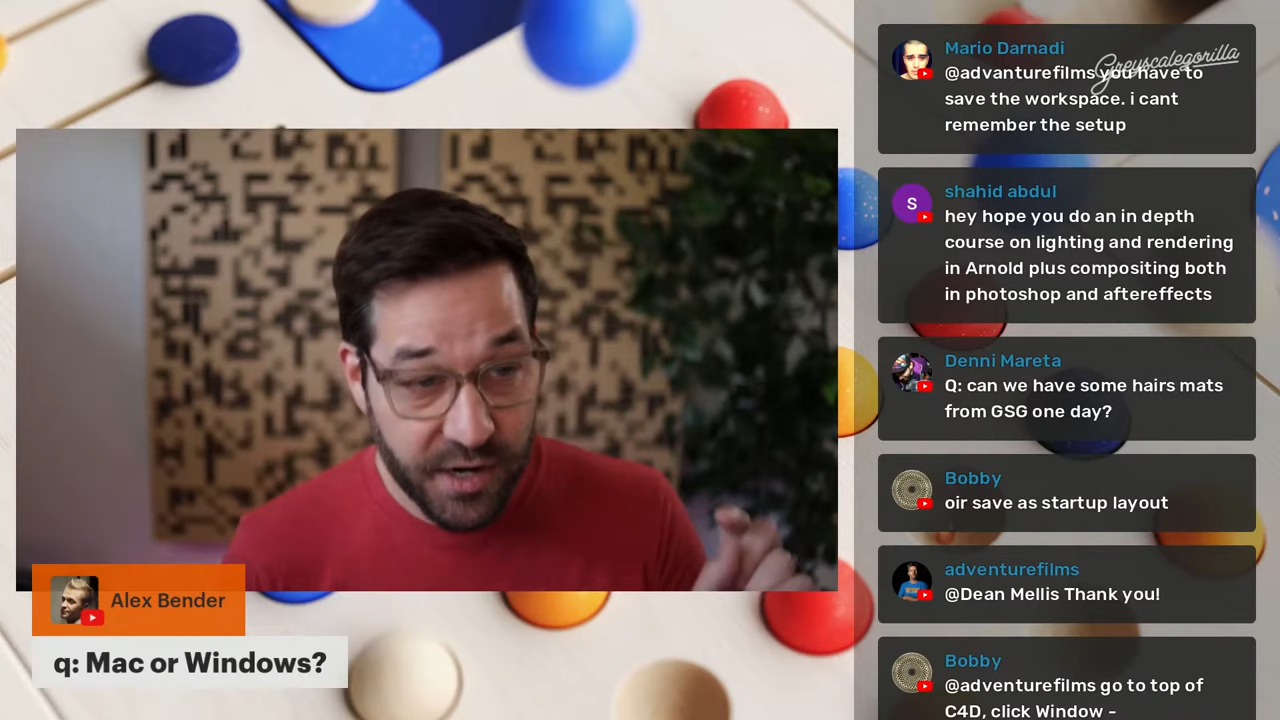 Greyscalegorilla
Mario Darnadi
@advanturefilms you have to
save the workspace. i cant
remember the setup
S
shahid abdul
hey hope you do an in depth
course on lighting and rendering
in Arnold plus compositing both
in photoshop and aftereffects
Denni Mareta
Q: can we have some hairs mats
from GSG one day?
Bobby
oir save as startup layout
adventurefilms
@Dean Mellis Thank you!
Bobby
@adventurefilms go to top of
C4D, click Window -
Alex Bender
q: Mac or Windows?